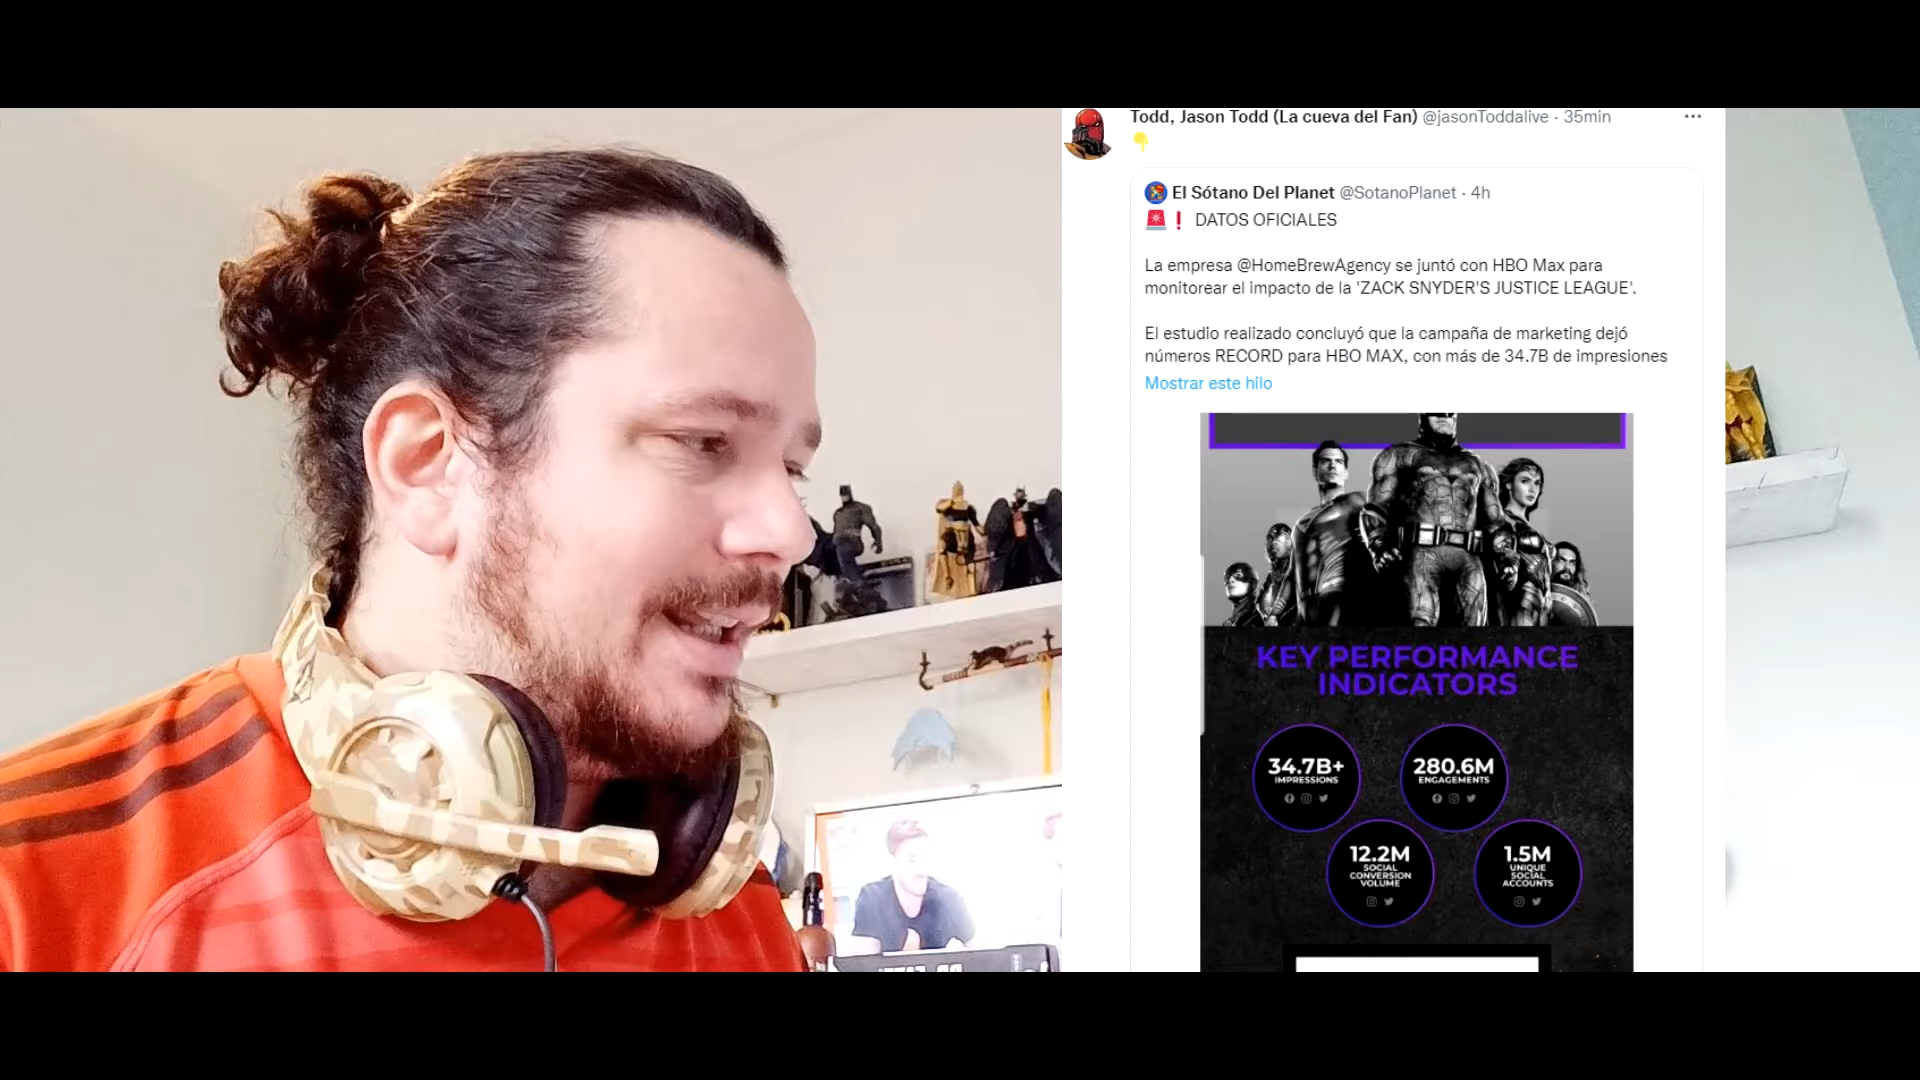 Todd, Jason Todd (La cueva del Fan) @jasonToddalive · 35min
El Sótano Del Planet @SotanoPlanet · 4h
DATOS OFICIALES
La empresa @HomeBrewAgency se juntó con HBO Max para
monitorear el impacto de la 'ZACK SNYDER'S JUSTICE LEAGUE'.
El estudio realizado concluyó que la campaña de marketing dejó
números RECORD para HBO MAX, con más de 34.7B de impresiones
Mostrar este hilo
KEY PERFORMANCE
INDICATORS
34.7B+
IMPRESSIONS
280.6M
ENGAGEMENTS
12.2M
SOCIAL
CONVERSION
VOLUME
1.5M
UNIQUE
SOCIAL
ACCOUNTS